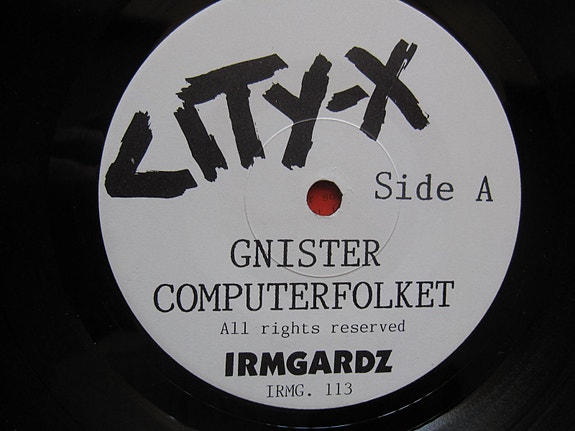 CITY-X
Side A
GNISTER
COMPUTERFOLKET
All rights reserved
IRMGARDZ
IRMG. 113